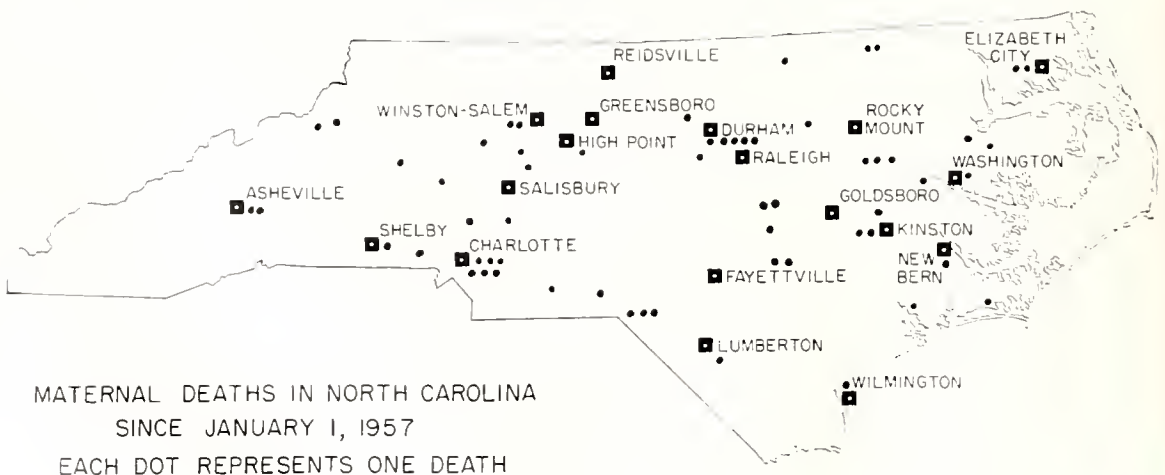 ELIZABETH
CITY
REIDSVILLE
WINSTON-SALEM
GREENSBORO
ROCKY
MOUNT
DURHAM
HIGH POINT
RALEIGH
WASHINGTON
ASHEVILLE
SALISBURY
GOLDSBORO
SHELBY
KINSTON
CHARLOTTE
NEW
BERN
FAYETTVILLE
LUMBERTON
WILMINGTON
MATERNAL DEATHS IN NORTH CAROLINA
SINCE JANUARY 1, 1957
EACH DOT REPRESENTS ONE DEATH